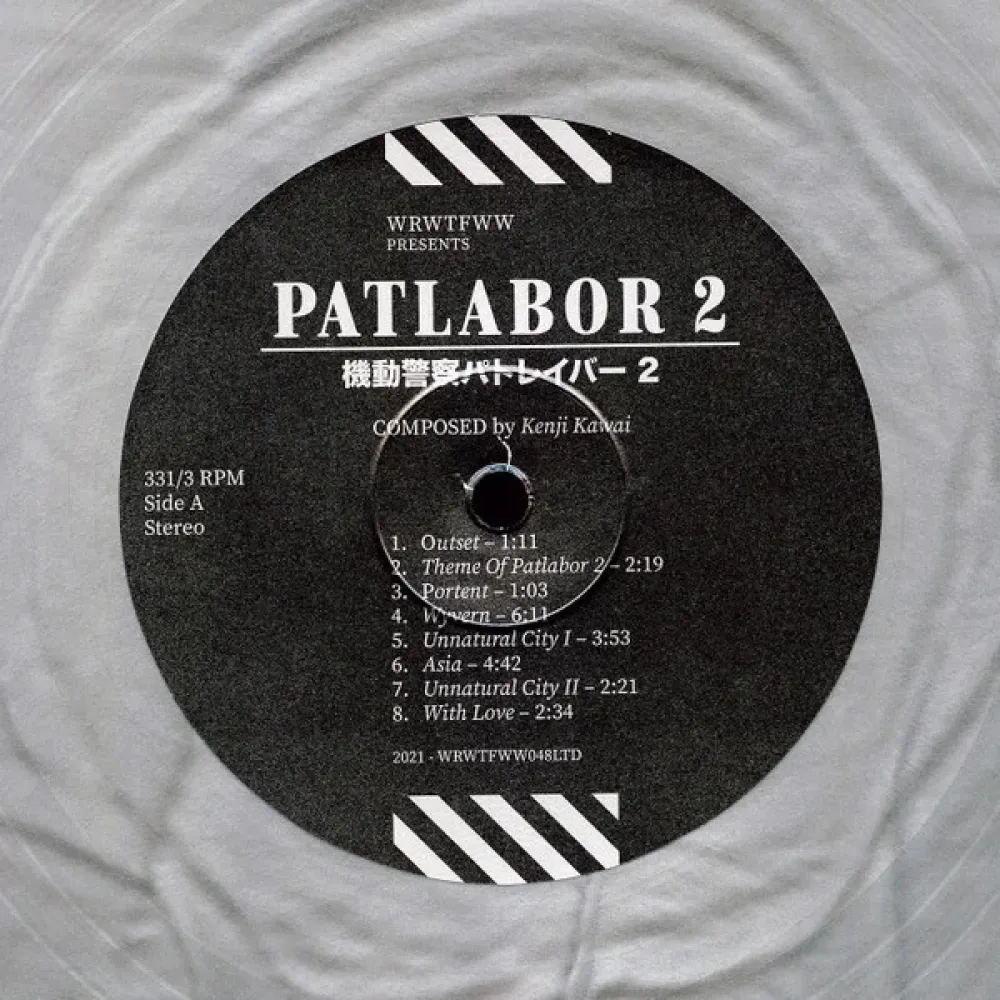 WRWTFWW
PRESENTS
PATLABOR 2
機動警察パトレイバー 2
COMPOSED by Kenji Kawai
331/3 RPM
Side A
Stereo
1. Outset – 1:11
2. Theme Of Patlabor 2 – 2:19
3. Portent – 1:03
4. Wyvern – 6:11
5. Unnatural City I – 3:53
6. Asia – 4:42
7. Unnatural City II – 2:21
8. With Love – 2:34
2021 - WRWTFWW048LTD